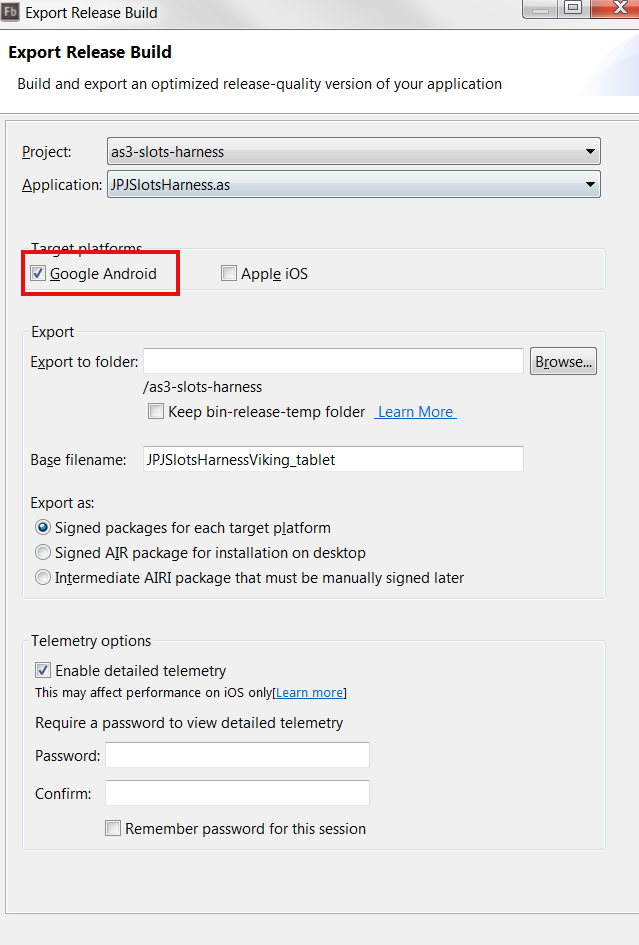 Fb Export Release Build
Export Release Build
Build and export an optimized release-quality version of your application
Project: as3-slots-harness
Application: JPJSlotsHarness.as
Target platforms
Google Android Apple iOS
Export
Export to folder: Browse...
/as3-slots-harness
Keep bin-release-temp folder Learn More
Base filename: JPJSlotsHarnessViking_tablet
Export as:
Signed packages for each target platform
Signed AIR package for installation on desktop
Intermediate AIRI package that must be manually signed later
Telemetry options
Enable detailed telemetry
This may affect performance on iOS only[Learn more]
Require a password to view detailed telemetry
Password:
Confirm:
Remember password for this session